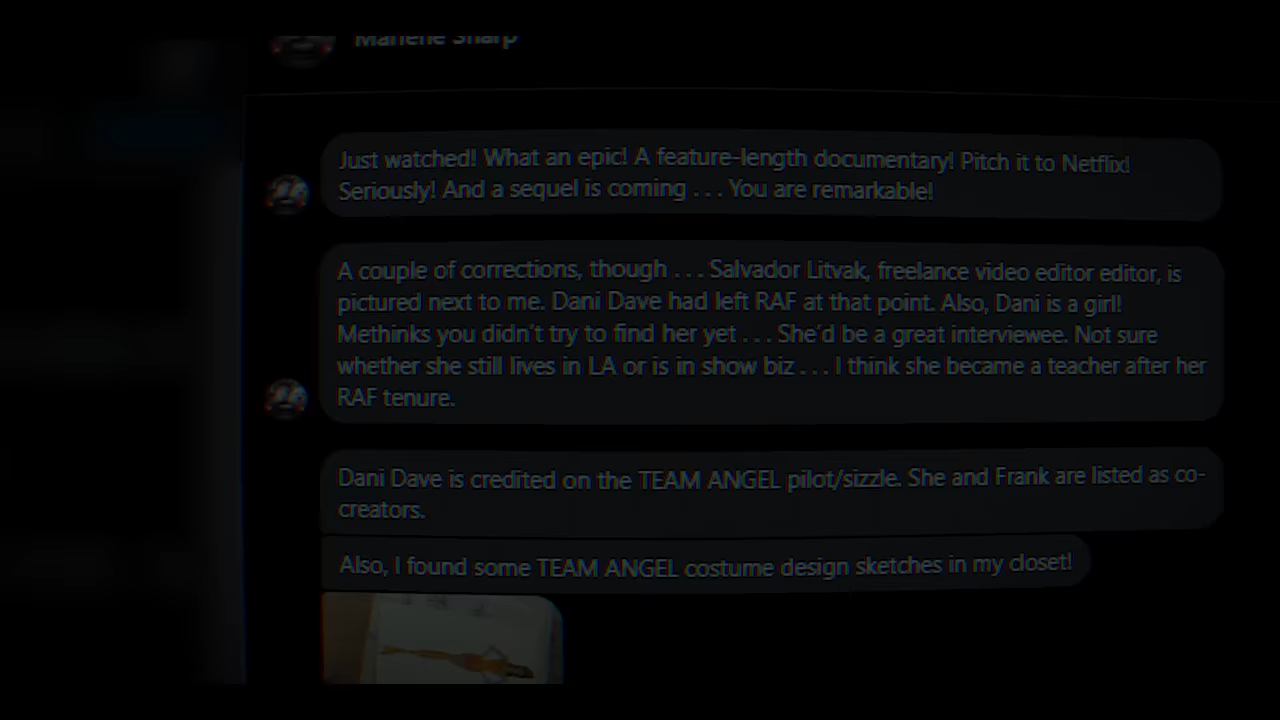 Marlene Sharp
Just watched! What an epic! A feature-length documentary! Pitch it to Netflix!
Seriously! And a sequel is coming . . . You are remarkable!
A couple of corrections, though . . . Salvador Litvak, freelance video editor editor, is
pictured next to me. Dani Dave had left RAF at that point. Also, Dani is a girl!
Methinks you didn't try to find her yet . . . She'd be a great interviewee. Not sure
whether she still lives in LA or is in show biz . . . I think she became a teacher after her
RAF tenure.
Dani Dave is credited on the TEAM ANGEL pilot/sizzle. She and Frank are listed as co-
creators.
Also, I found some TEAM ANGEL costume design sketches in my closet!